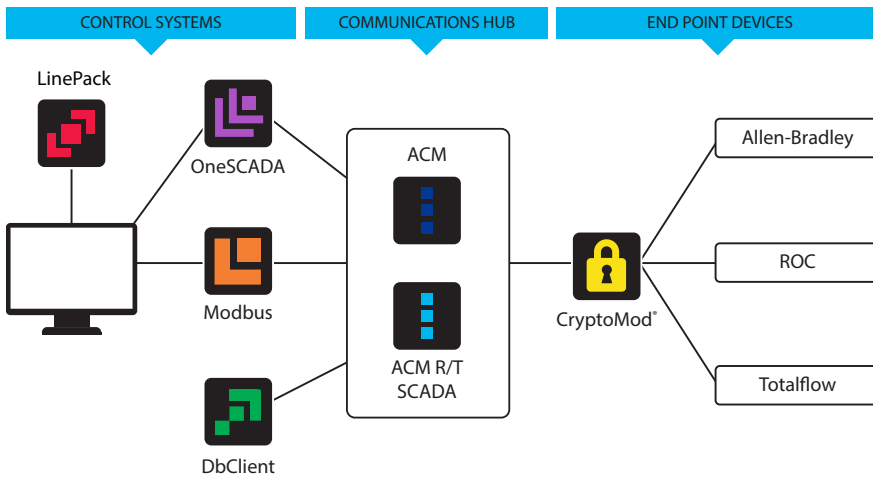 CONTROL SYSTEMS
COMMUNICATIONS HUB
END POINT DEVICES
LinePack
OneSCADA
Modbus
DbClient
ACM
ACM R/T
SCADA
CryptoMod®
Allen-Bradley
ROC
Totalflow